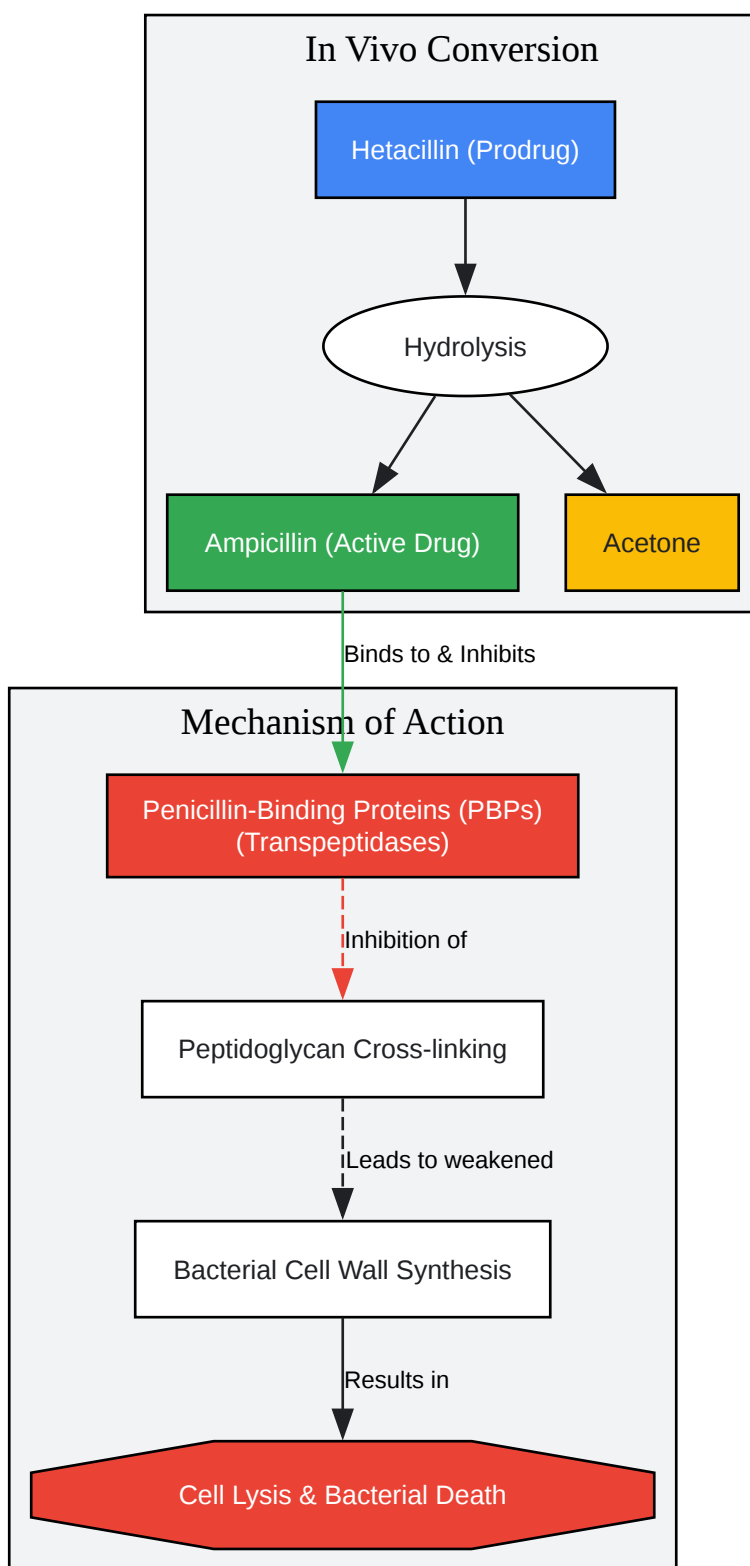 In Vivo Conversion
Hetacillin (Prodrug)
Hydrolysis
Ampicillin (Active Drug)
Acetone
Binds to & Inhibits
Mechanism of Action
Penicillin-Binding Proteins (PBPs)
(Transpeptidases)
Inhibition of
Peptidoglycan Cross-linking
Leads to weakened
Bacterial Cell Wall Synthesis
Results in
Cell Lysis & Bacterial Death